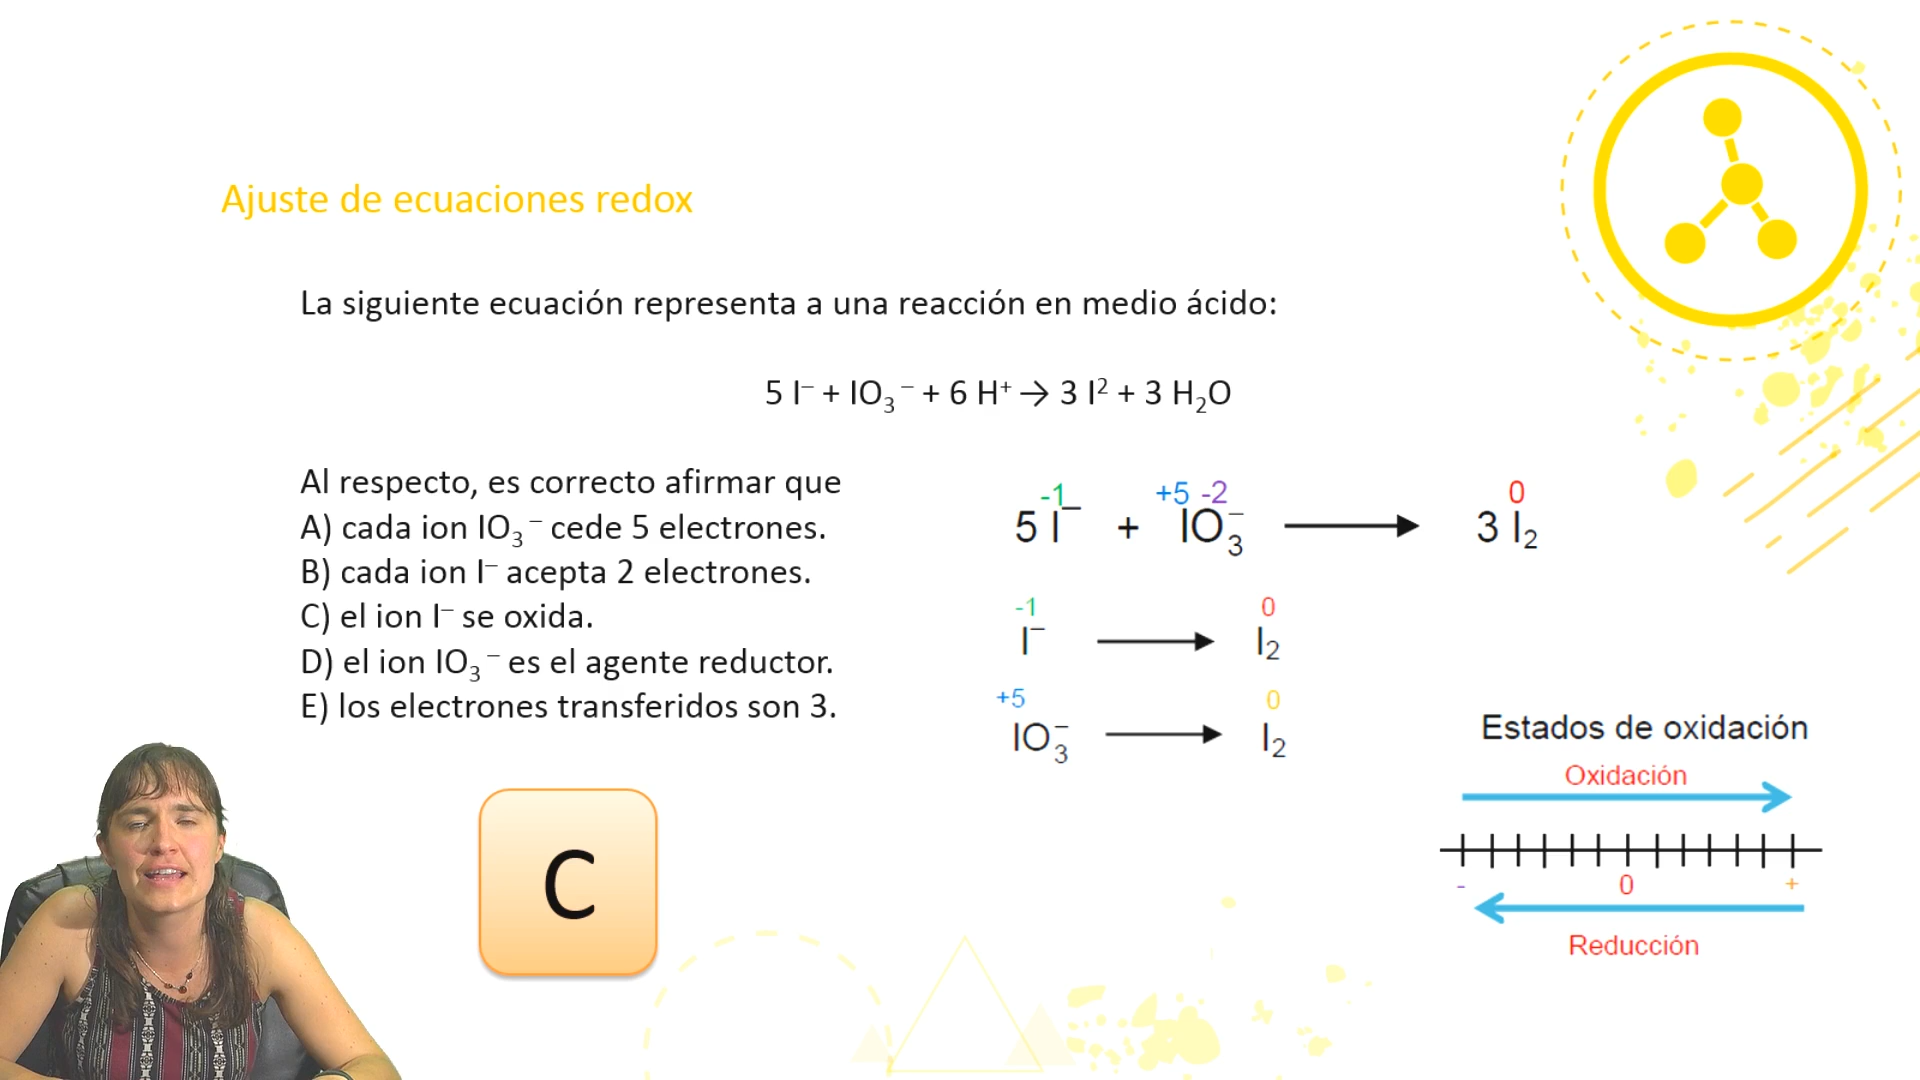 Ajuste de ecuaciones redox
La siguiente ecuación representa a una reacción en medio ácido:
5 I⁻ + IO₃⁻ + 6 H⁺ → 3 I² + 3 H₂O
Al respecto, es correcto afirmar que
A) cada ion IO₃⁻ cede 5 electrones.
B) cada ion I⁻ acepta 2 electrones.
C) el ion I⁻ se oxida.
D) el ion IO₃⁻ es el agente reductor.
E) los electrones transferidos son 3.
-1 +5 -2 0
5 I⁻ + IO₃⁻ ⟶ 3 I₂
-1 0
I⁻ ⟶ I₂
+5 0
IO₃⁻ ⟶ I₂
C
Estados de oxidación
Oxidación
- 0 +
Reducción